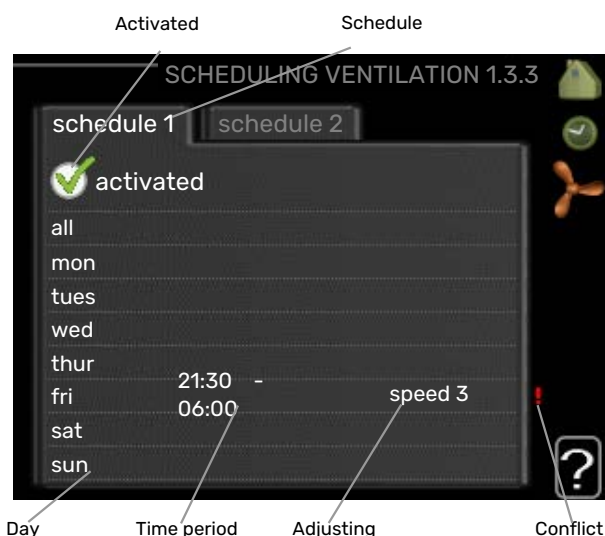 Activated Schedule
SCHEDULING VENTILATION 1.3.3
schedule 1 schedule 2
activated
all
mon
tues
wed
thur
fri 21:30 - speed 3 !
06:00
sat
sun
?
Day Time period Adjusting Conflict